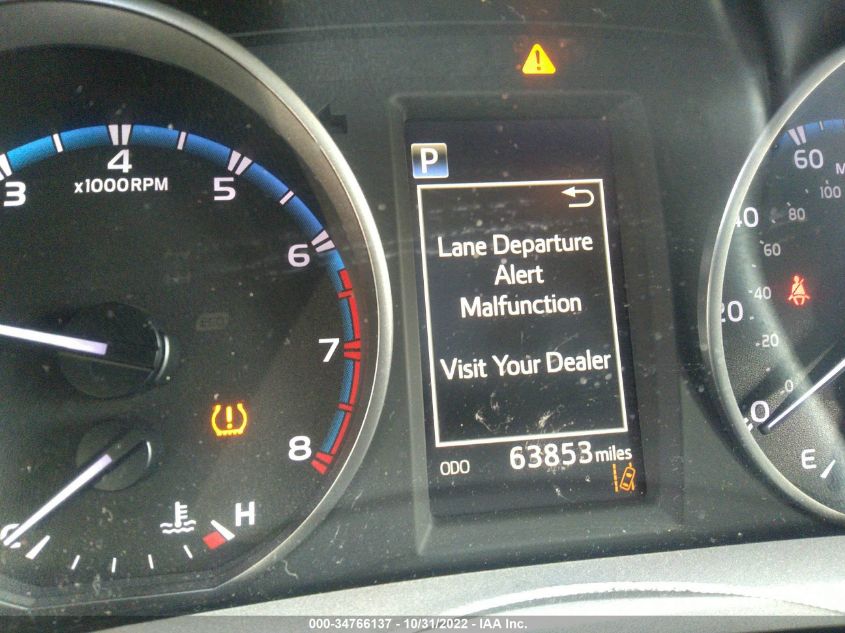 3
4
5
6
7
8
x1000RPM
H
P
Lane Departure
Alert
Malfunction
Visit Your Dealer
ODO 63853 miles
60
40
20
0
100
80
60
40
20
0
E
000-34766137 - 10/31/2022 - IAA Inc.